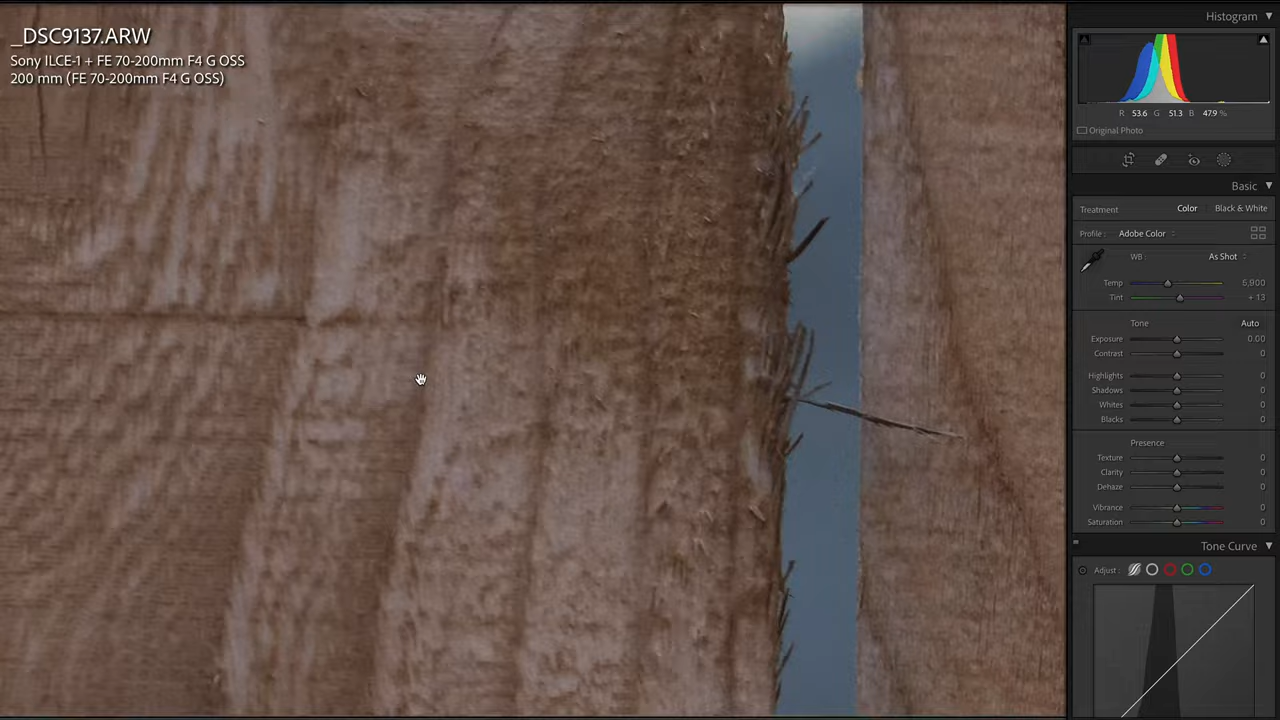 _DSC9137.ARW
Sony ILCE-1 + FE 70-200mm F4 G OSS
200 mm (FE 70-200mm F4 G OSS)
Histogram
R 53.6 G 51.3 B 47.9 %
Original Photo
Basic
Treatment Color Black & White
Profile : Adobe Color
WB : As Shot
Temp 6,900
Tint + 13
Tone Auto
Exposure 0.00
Contrast 0
Highlights 0
Shadows 0
Whites 0
Blacks 0
Presence
Texture 0
Clarity 0
Dehaze 0
Vibrance 0
Saturation 0
Tone Curve
Adjust :